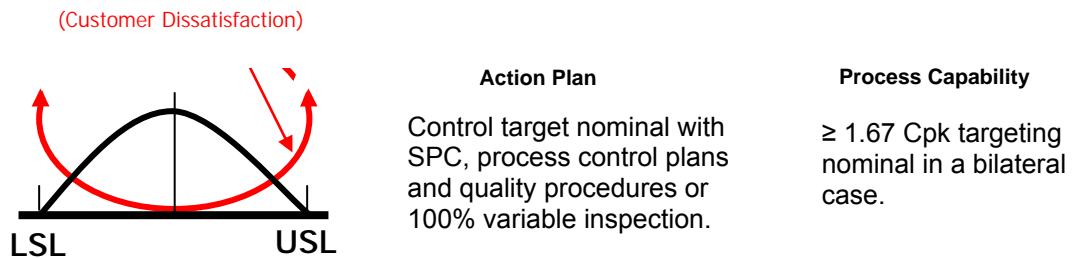 (Customer Dissatisfaction)
LSL
USL
Action Plan
Control target nominal with
SPC, process control plans
and quality procedures or
100% variable inspection.
Process Capability
≥ 1.67 Cpk targeting
nominal in a bilateral
case.